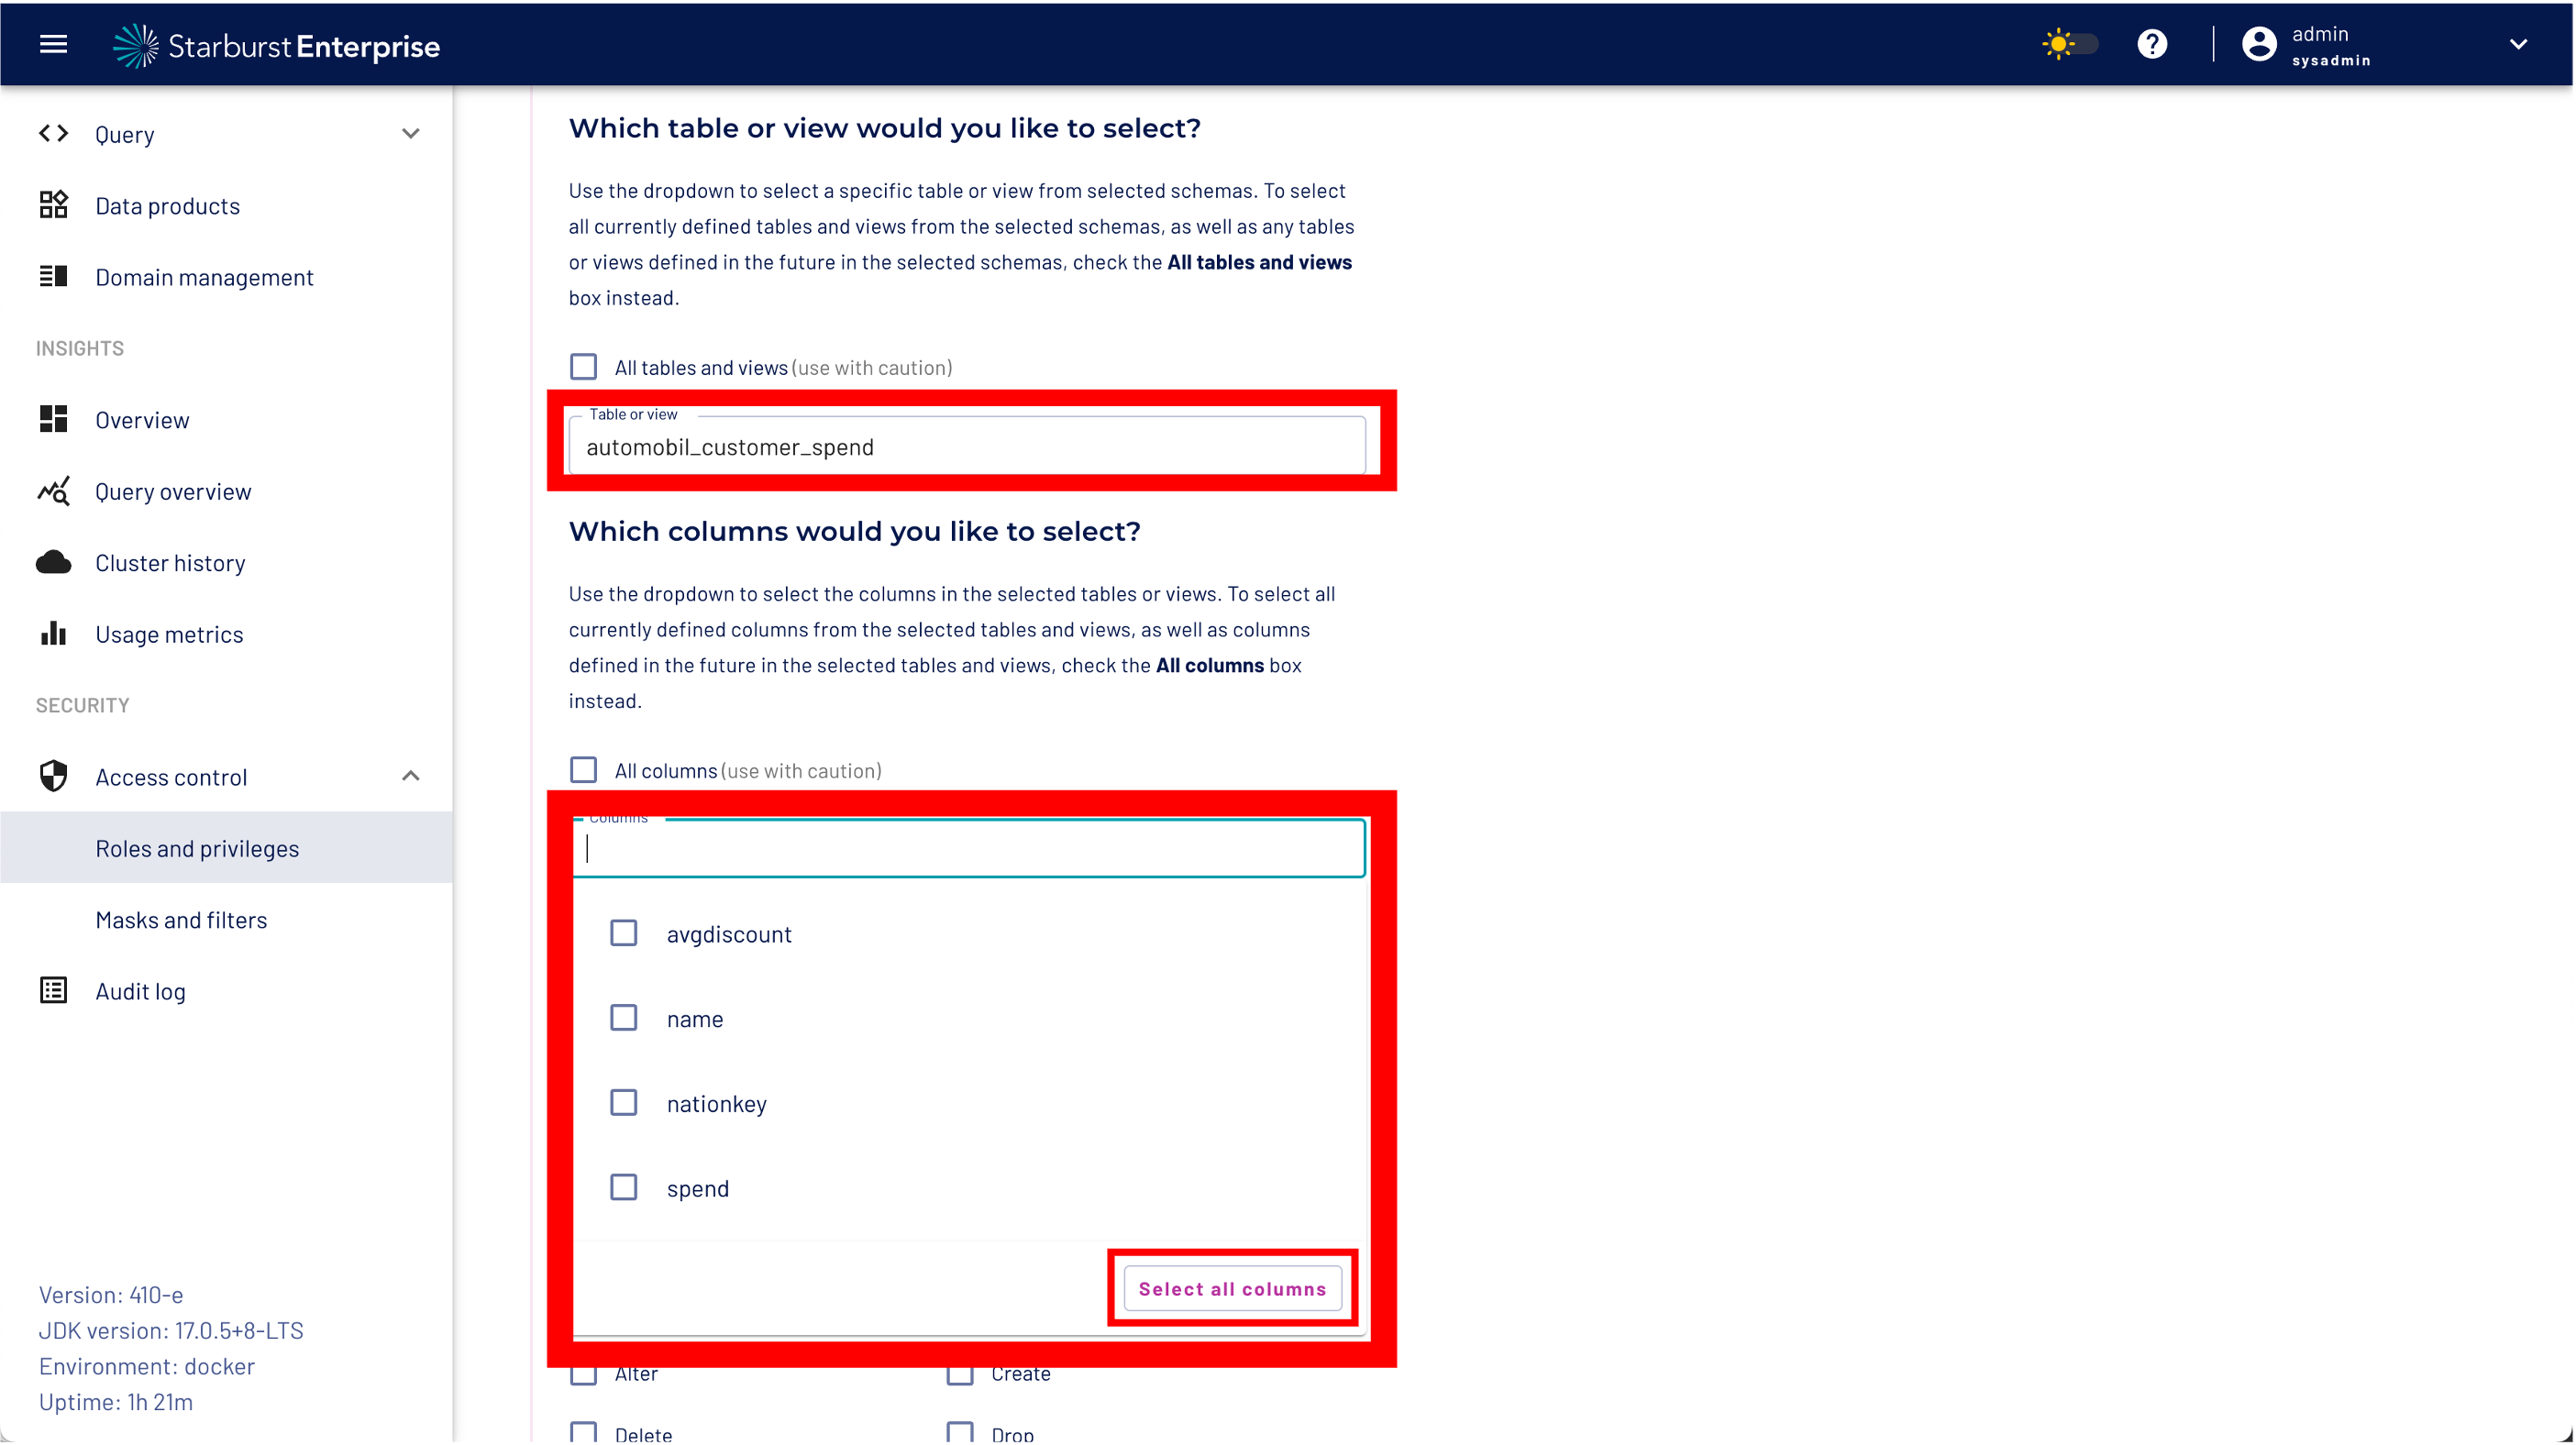 Starburst Enterprise
admin
sysadmin
Query
Data products
Domain management
INSIGHTS
Overview
Query overview
Cluster history
Usage metrics
SECURITY
Access control
Roles and privileges
Masks and filters
Audit log
Version: 410-e
JDK version: 17.0.5+8-LTS
Environment: docker
Uptime: 1h 21m
Which table or view would you like to select?
Use the dropdown to select a specific table or view from selected schemas. To select
all currently defined tables and views from the selected schemas, as well as any tables
or views defined in the future in the selected schemas, check the All tables and views
box instead.
All tables and views (use with caution)
Table or view
automobil_customer_spend
Which columns would you like to select?
Use the dropdown to select the columns in the selected tables or views. To select all
currently defined columns from the selected tables and views, as well as columns
defined in the future in the selected tables and views, check the All columns box
instead.
All columns (use with caution)
Columns
avgdiscount
name
nationkey
spend
Select all columns
Alter Create
Delete Drop